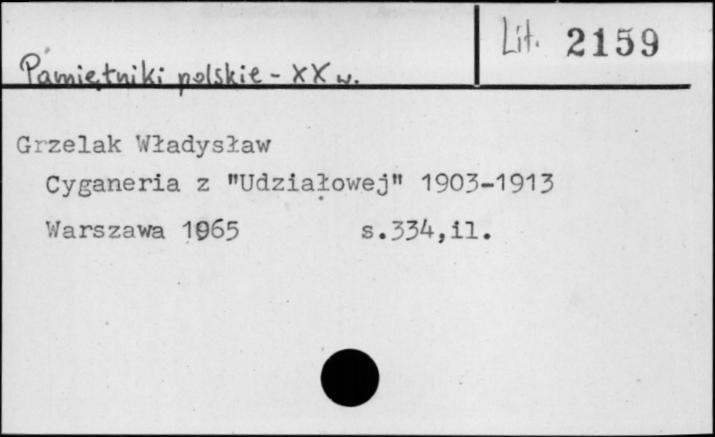 Lit. 2159
Pamiętniki polskie - XX w.
Grzelak Władysław
Cyganeria z "Udziałowej" 1903-1913
Warszawa 1965 s.334,il.